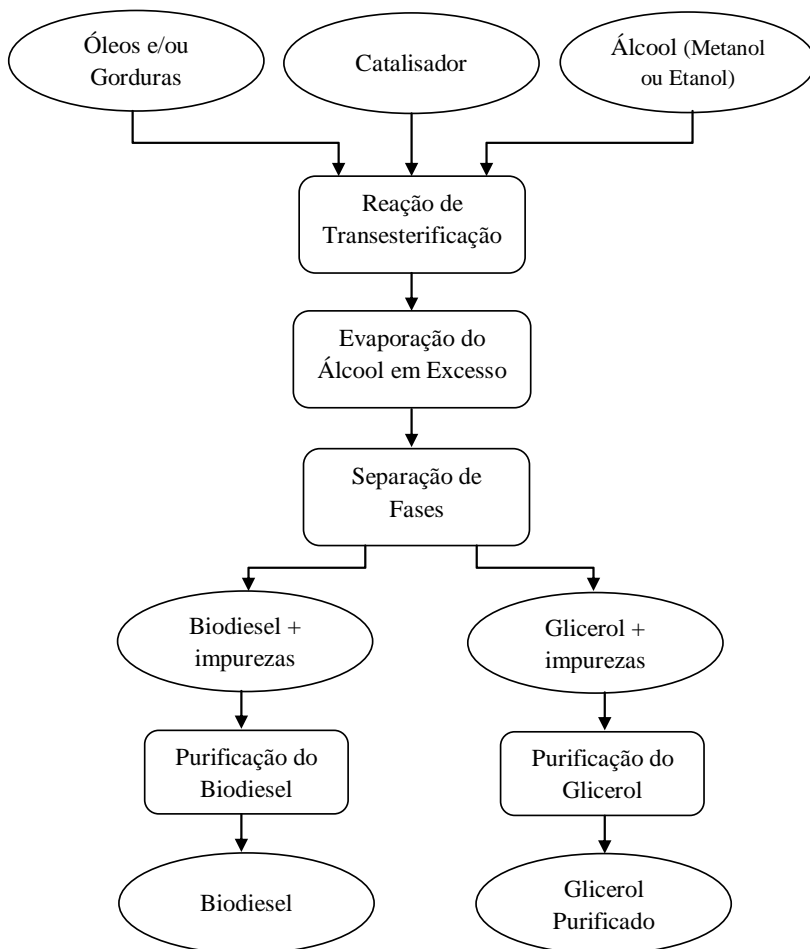 Óleos e/ou
Gorduras
Catalisador
Álcool (Metanol
ou Etanol)
Reação de
Transesterificação
Evaporação do
Álcool em Excesso
Separação de
Fases
Biodiesel +
impurezas
Glicerol +
impurezas
Purificação do
Biodiesel
Purificação do
Glicerol
Biodiesel
Glicerol
Purificado